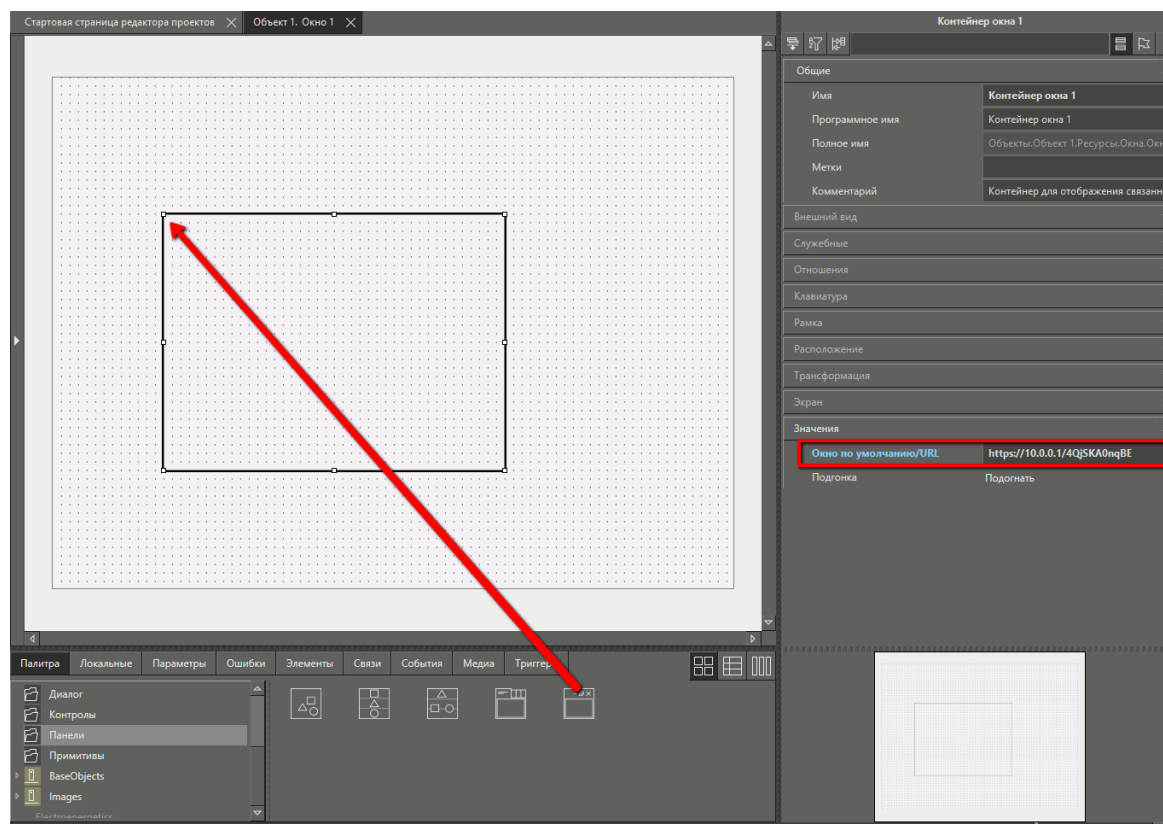 Стартовая страница редактора проектов
Объект 1. Окно 1
Контейнер окна 1
Общие
Имя Контейнер окна 1
Программное имя Контейнер окна 1
Полное имя Объекты.Объект 1.Ресурсы.Окна.Окн
Метки
Комментарий Контейнер для отображения связанн
Внешний вид
Служебные
Отношения
Клавиатура
Рамка
Расположение
Трансформация
Экран
Значения
Окно по умолчанию/URL https://10.0.0.1/4QjSKA0nqBE
Подгонка Подогнать
Палитра Локальные Параметры Ошибки Элементы Связи События Медиа Триггер
Диалог
Контролы
Панели
Примитивы
BaseObjects
Images
Electroenergetics